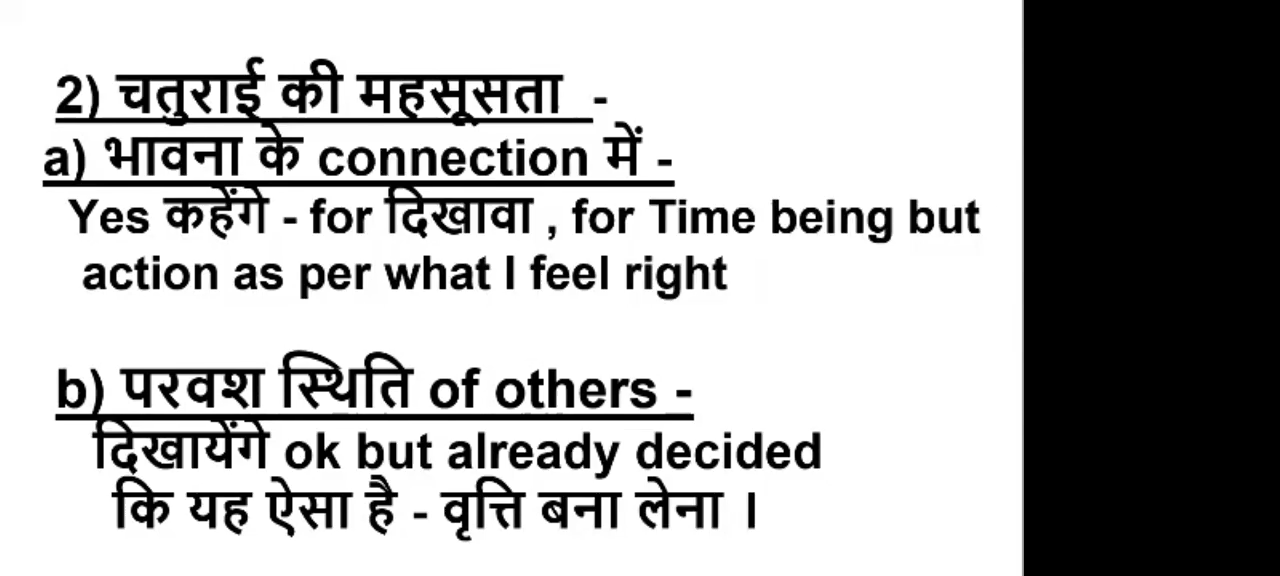 2) चतुराई की महसूसता -
a) भावना के connection में -
Yes कहेंगे - for दिखावा , for Time being but
action as per what I feel right
b) परवश स्थिति of others -
दिखायेंगे ok but already decided
कि यह ऐसा है - वृत्ति बना लेना ।